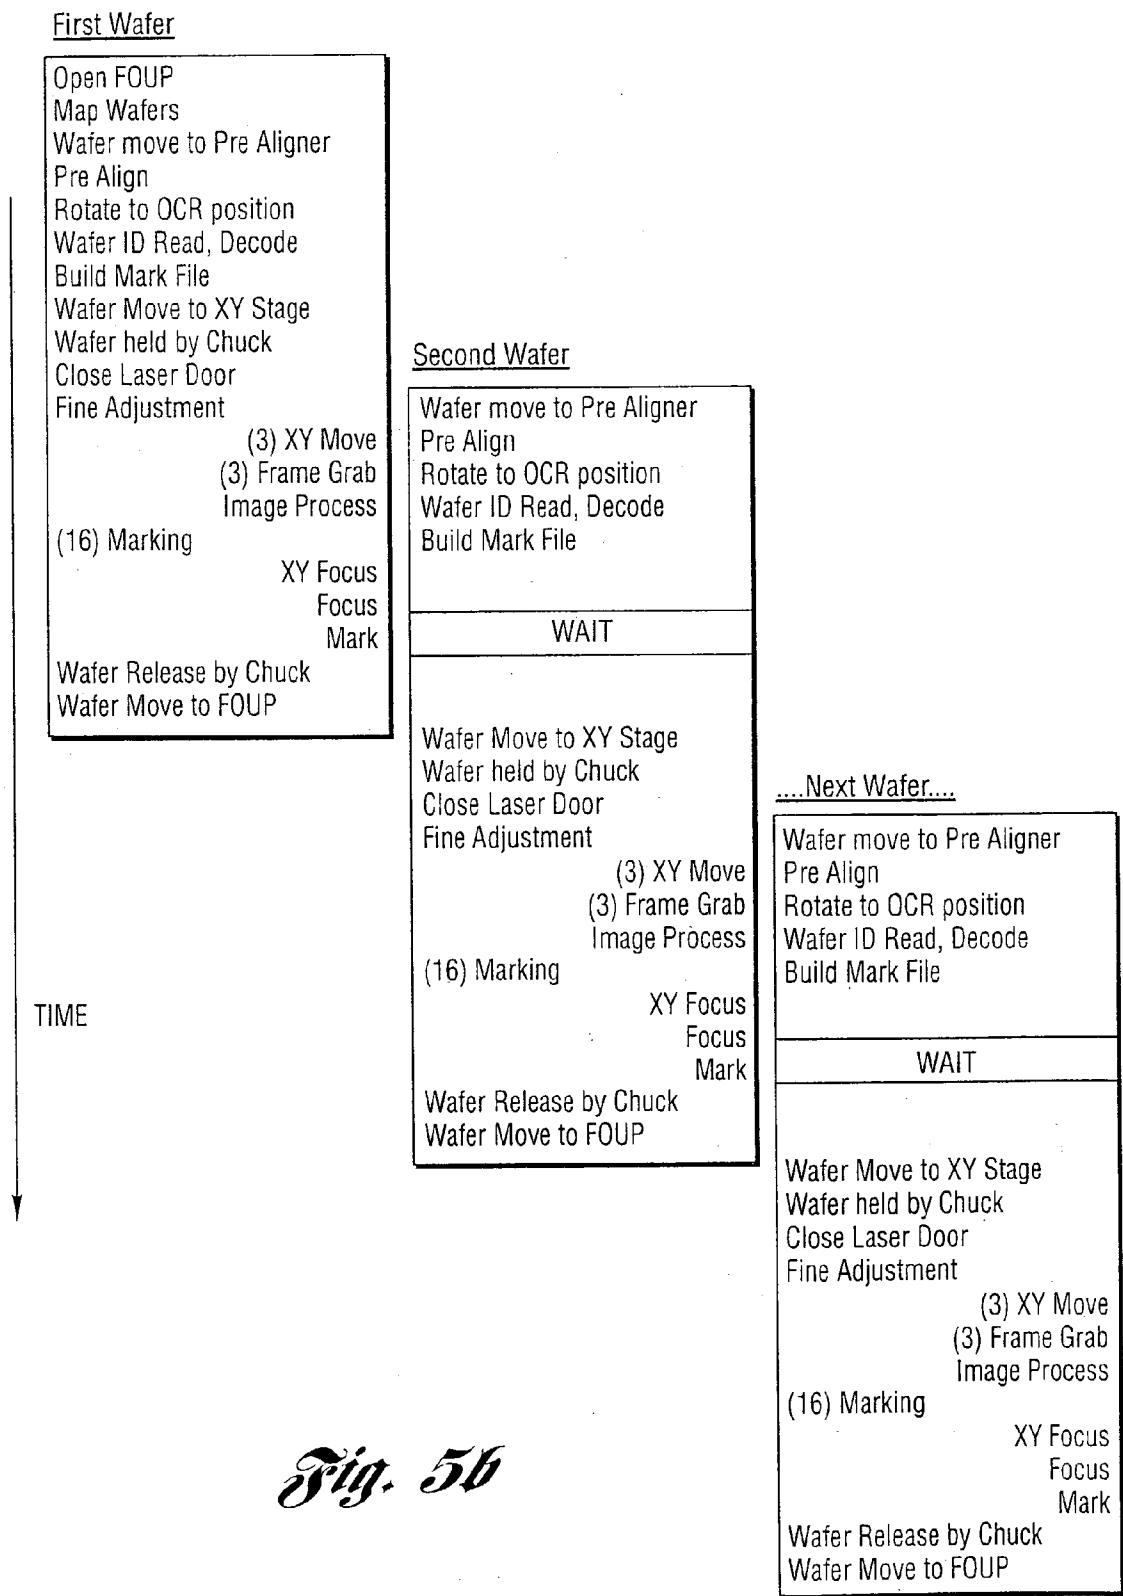 First Wafer
Open FOUP
Map Wafers
Wafer move to Pre Aligner
Pre Align
Rotate to OCR position
Wafer ID Read, Decode
Build Mark File
Wafer Move to XY Stage
Wafer held by Chuck
Close Laser Door
Fine Adjustment
(3) XY Move
(3) Frame Grab
Image Process
(16) Marking
XY Focus
Focus
Mark
Wafer Release by Chuck
Wafer Move to FOUP
Second Wafer
Wafer move to Pre Aligner
Pre Align
Rotate to OCR position
Wafer ID Read, Decode
Build Mark File
WAIT
Wafer Move to XY Stage
Wafer held by Chuck
Close Laser Door
Fine Adjustment
(3) XY Move
(3) Frame Grab
Image Process
(16) Marking
XY Focus
Focus
Mark
Wafer Release by Chuck
Wafer Move to FOUP
....Next Wafer....
Wafer move to Pre Aligner
Pre Align
Rotate to OCR position
Wafer ID Read, Decode
Build Mark File
WAIT
Wafer Move to XY Stage
Wafer held by Chuck
Close Laser Door
Fine Adjustment
(3) XY Move
(3) Frame Grab
Image Process
(16) Marking
XY Focus
Focus
Mark
Wafer Release by Chuck
Wafer Move to FOUP
TIME
Fig. 5b